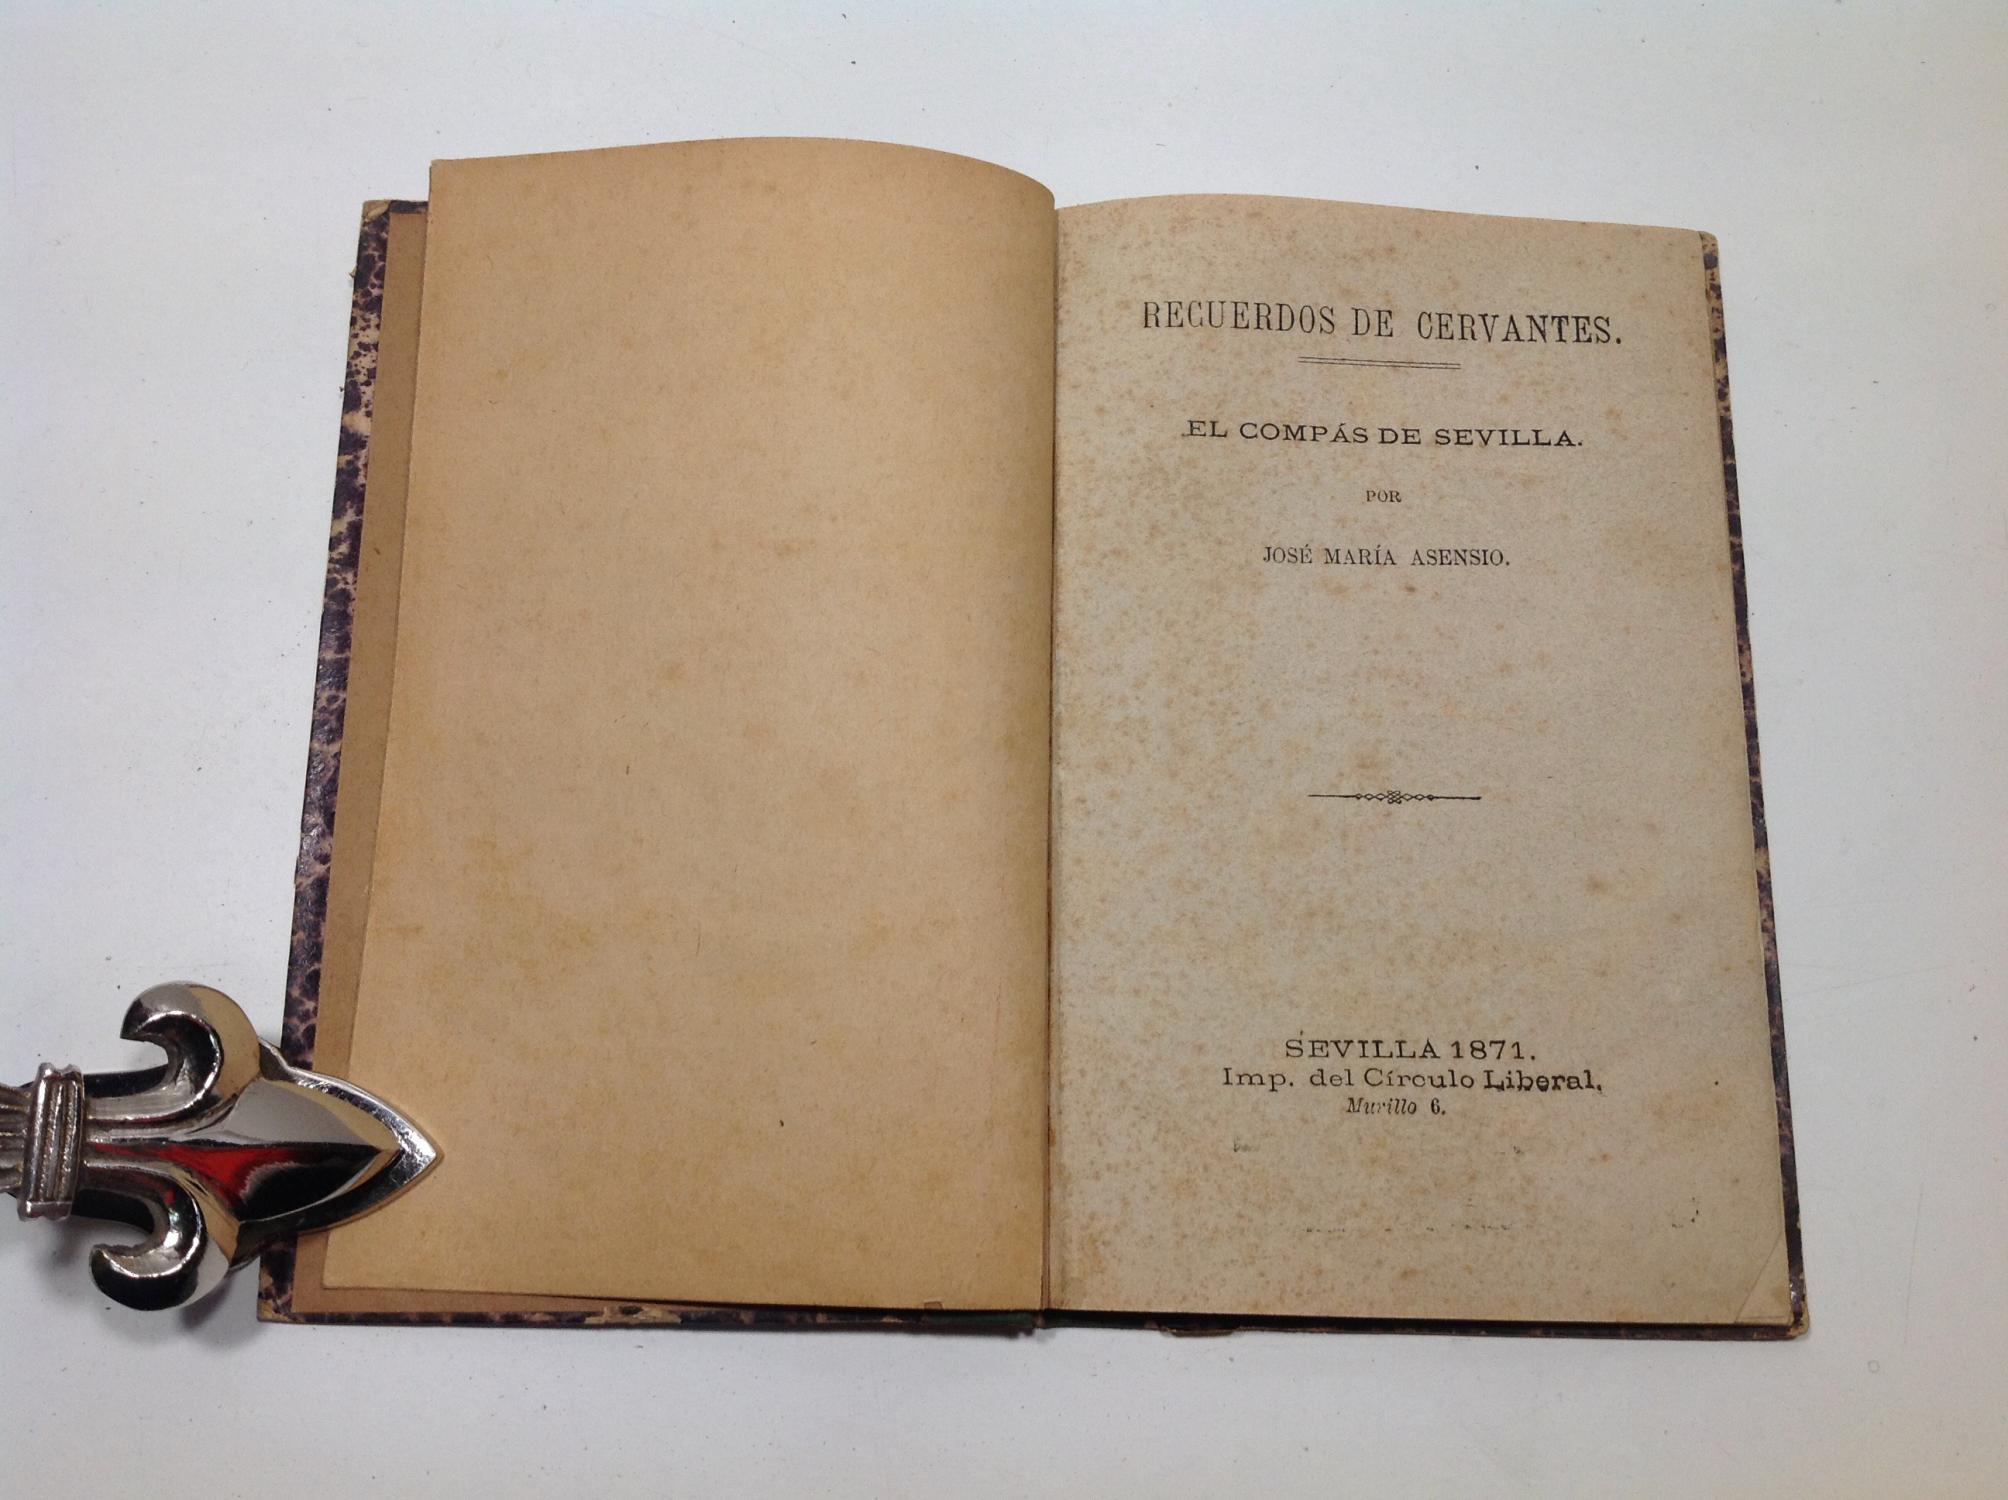 RECUERDOS DE CERVANTES.
EL COMPÁS DE SEVILLA.
POR
JOSÉ MARÍA ASENSIO.
SEVILLA 1871.
Imp. del Círculo Liberal.
Murillo 6.